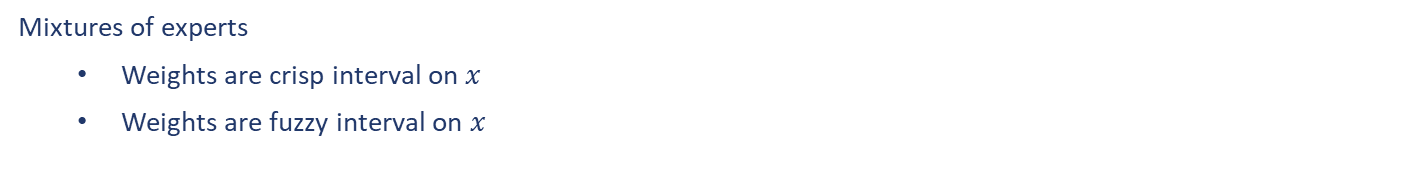 Mixtures of experts
• Weights are crisp interval on 𝑥
• Weights are fuzzy interval on 𝑥